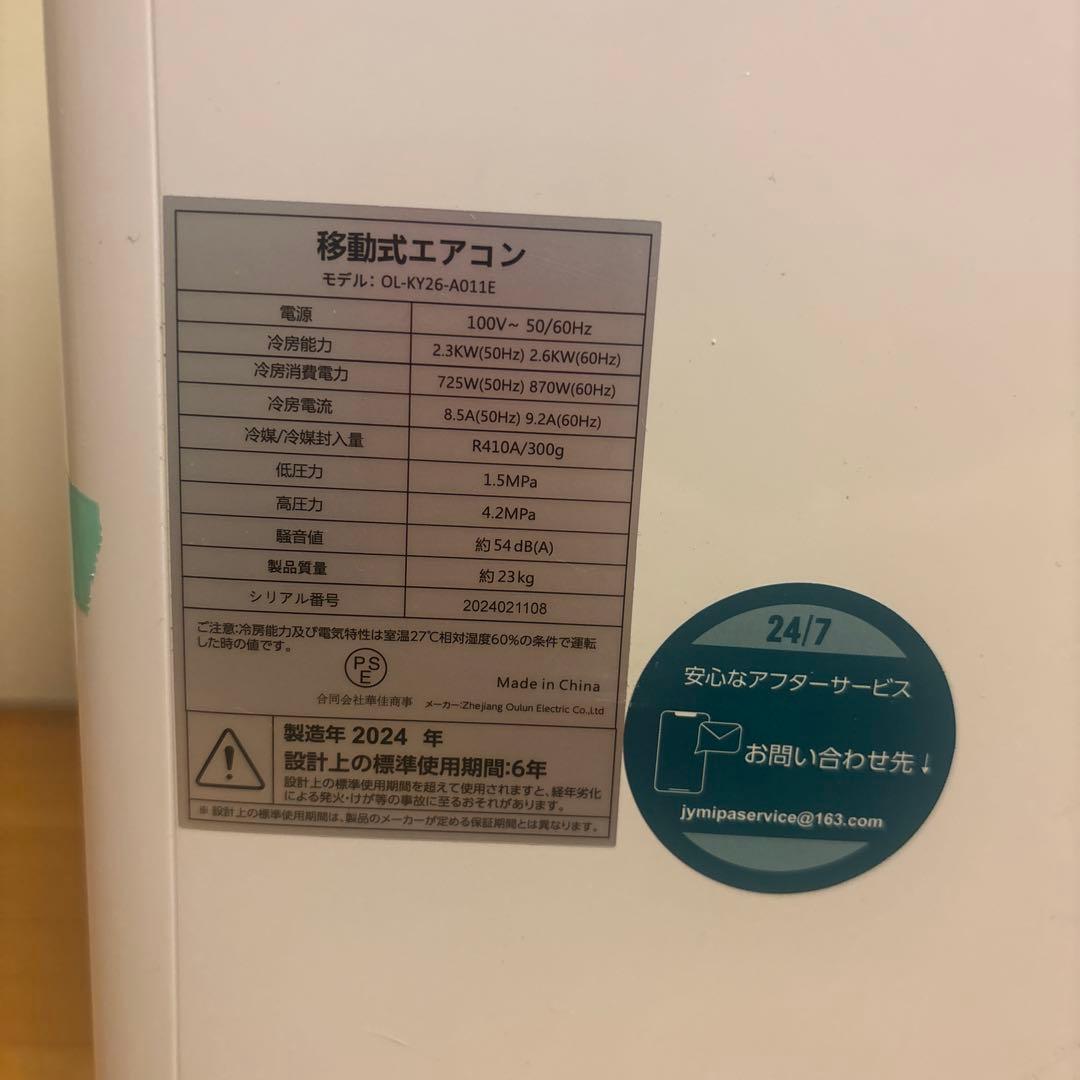 移動式エアコン
モデル: OL-KY26-A011E
電源 100V~ 50/60Hz
冷房能力 2.3KW(50Hz) 2.6KW(60Hz)
冷房消費電力 725W(50Hz) 870W(60Hz)
冷房電流 8.5A(50Hz) 9.2A(60Hz)
冷媒/冷媒封入量 R410A/300g
低圧力 1.5MPa
高圧力 4.2MPa
騒音値 約54dB(A)
製品質量 約23kg
シリアル番号 2024021108
ご注意:冷房能力及び電気特性は室温27℃相対湿度60%の条件で運転
した時の値です。
PS
E
Made in China
合同会社華佳商事 メーカー:Zhejiang Oulun Electric Co.,Ltd
製造年 2024 年
設計上の標準使用期間:6年
設計上の標準使用期間を超えて使用されますと、経年劣化
による発火・けが等の事故に至るおそれがあります。
※ 設計上の標準使用期間は、製品のメーカーが定める保証期間とは異なります。
24/7
安心なアフターサービス
お問い合わせ先↓
jymipaservice@163.com